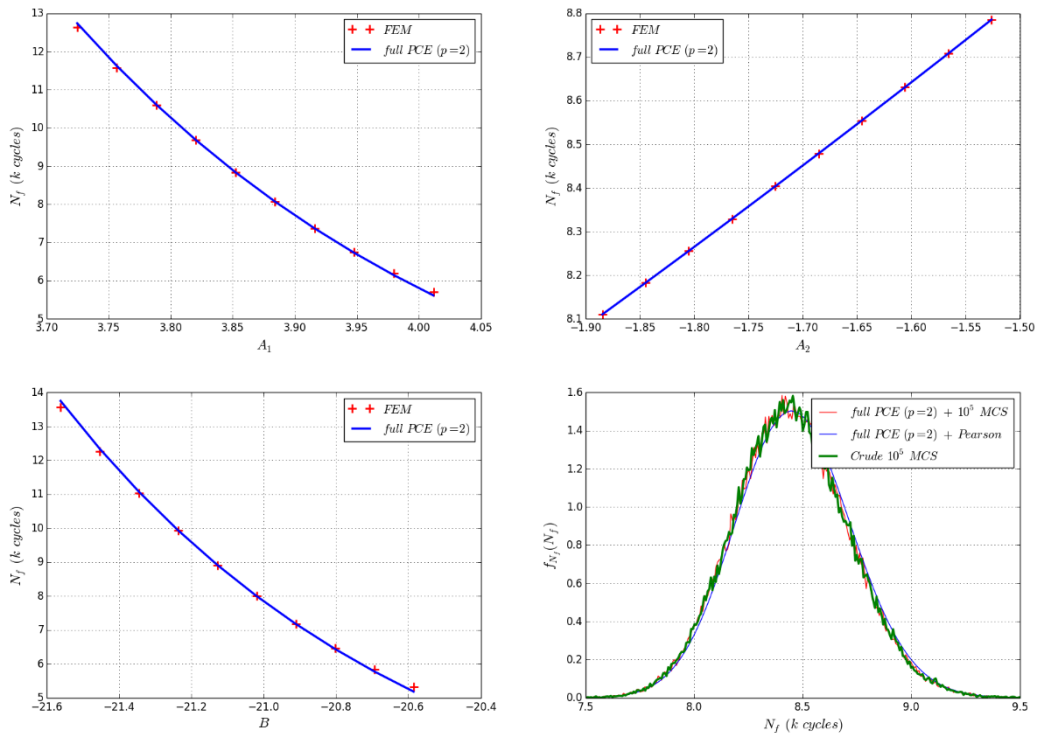 13
12
11
10
9
8
7
6
5
N_f (k cycles)
FEM
full PCE (p=2)
3.70 3.75 3.80 3.85 3.90 3.95 4.00 4.05
A_1
8.8
8.7
8.6
8.5
8.4
8.3
8.2
8.1
N_f (k cycles)
FEM
full PCE (p=2)
−1.90 −1.85 −1.80 −1.75 −1.70 −1.65 −1.60 −1.55 −1.50
A_2
14
13
12
11
10
9
8
7
6
5
N_f (k cycles)
FEM
full PCE (p=2)
−21.6 −21.4 −21.2 −21.0 −20.8 −20.6 −20.4
B
1.6
1.4
1.2
1.0
0.8
0.6
0.4
0.2
0.0
f_{N_f}(N_f)
full PCE (p=2) + 10^5 MCS
full PCE (p=2) + Pearson
Crude 10^5 MCS
7.5 8.0 8.5 9.0 9.5
N_f (k cycles)